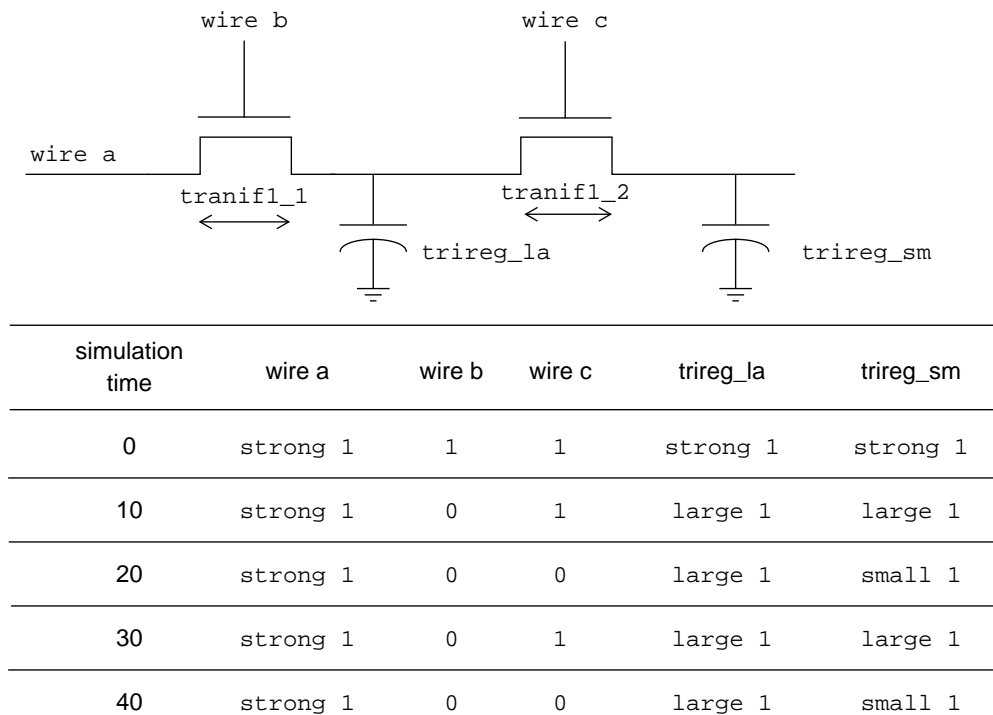 wire b wire c
wire a
tranif1_1 tranif1_2
trireg_la trireg_sm
simulation time wire a wire b wire c trireg_la trireg_sm
0 strong 1 1 1 strong 1 strong 1
10 strong 1 0 1 large 1 large 1
20 strong 1 0 0 large 1 small 1
30 strong 1 0 1 large 1 large 1
40 strong 1 0 0 large 1 small 1